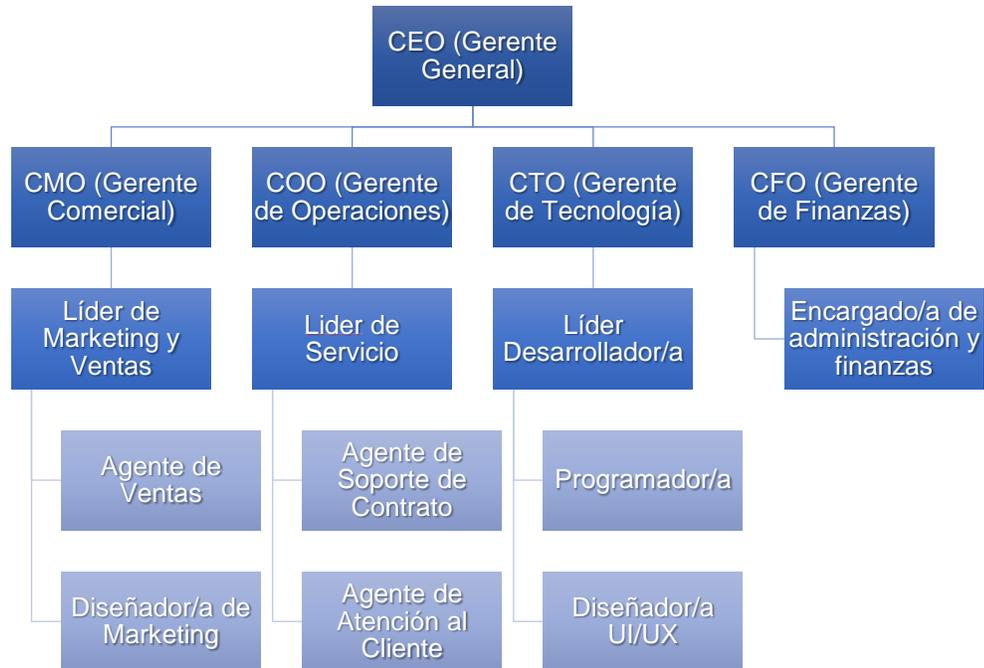 CEO (Gerente
General)
CMO (Gerente
Comercial)
COO (Gerente
de Operaciones)
CTO (Gerente
de Tecnología)
CFO (Gerente
de Finanzas)
Líder de
Marketing y
Ventas
Lider de
Servicio
Líder
Desarrollador/a
Encargado/a de
administración y
finanzas
Agente de
Ventas
Agente de
Soporte de
Contrato
Programador/a
Diseñador/a de
Marketing
Agente de
Atención al
Cliente
Diseñador/a
UI/UX